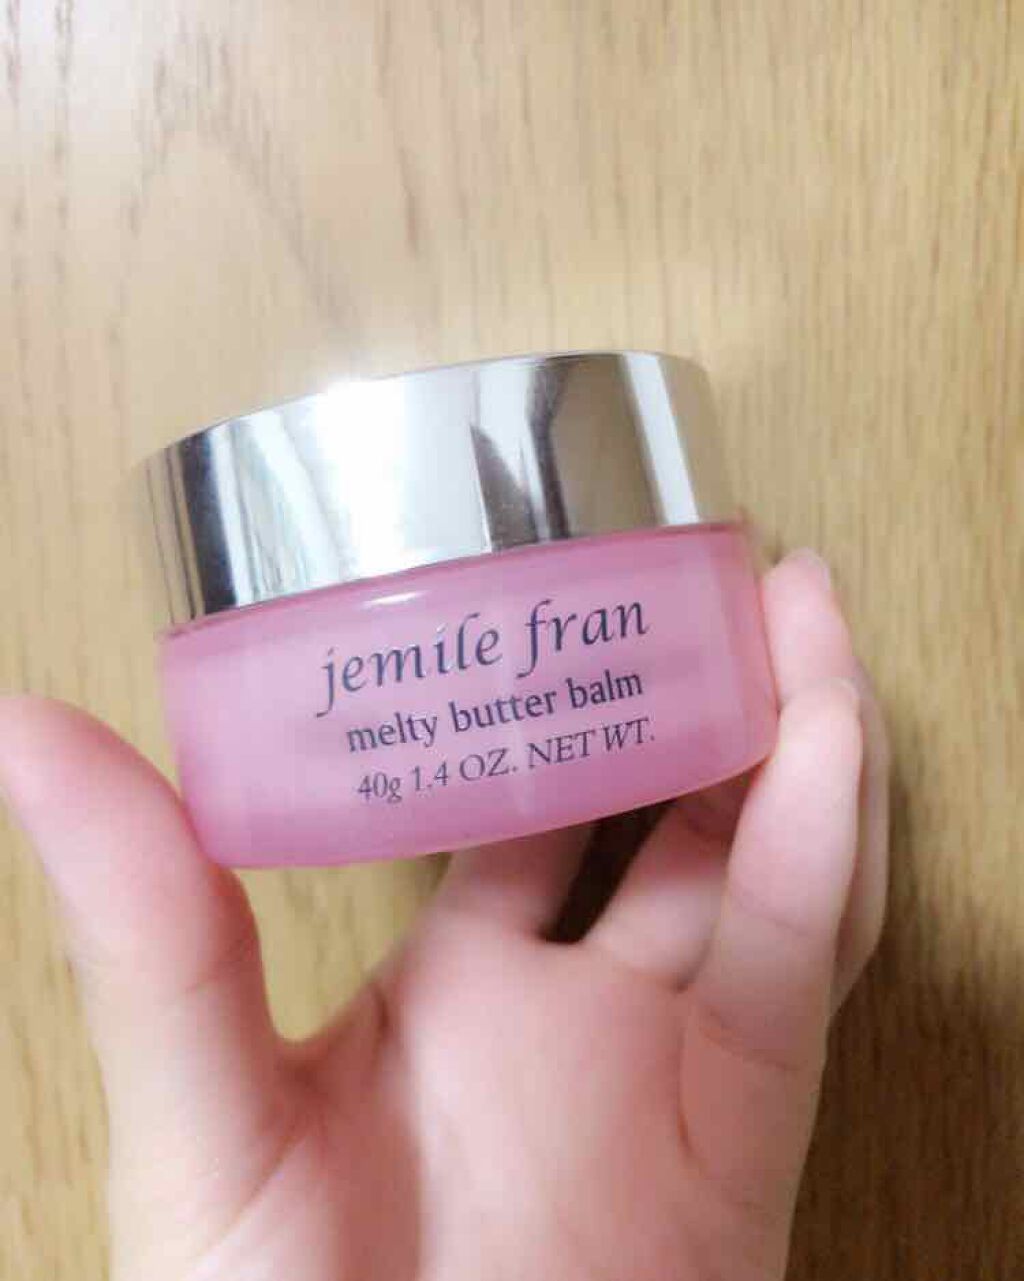 jemile fran
melty butter balm
40g 1.4 OZ. NET WT.